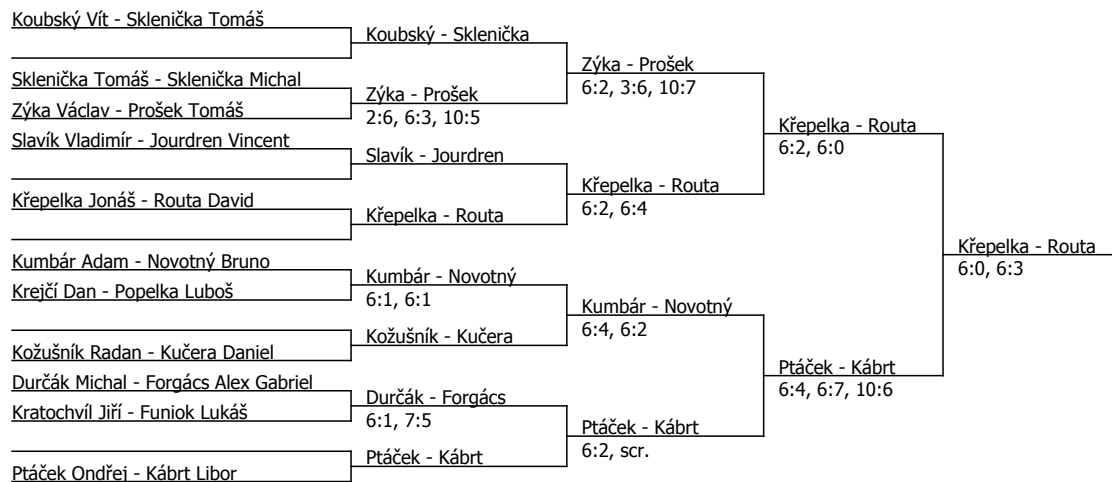 Koubský Vít - Sklenička Tomáš
Sklenička Tomáš - Sklenička Michal
Zýka Václav - Prošek Tomáš
Slavík Vladimír - Jourdren Vincent
Křepelka Jonáš - Routa David
Kumbár Adam - Novotný Bruno
Krejčí Dan - Popelka Luboš
Kožušník Radan - Kučera Daniel
Durčák Michal - Forgács Alex Gabriel
Kratochvíl Jiří - Funiok Lukáš
Ptáček Ondřej - Kábrt Libor
Koubský - Sklenička
Zýka - Prošek
2:6, 6:3, 10:5
Slavík - Jourdren
Křepelka - Routa
Kumbár - Novotný
6:1, 6:1
Kožušník - Kučera
Durčák - Forgács
6:1, 7:5
Ptáček - Kábrt
Zýka - Prošek
6:2, 3:6, 10:7
Křepelka - Routa
6:2, 6:4
Kumbár - Novotný
6:4, 6:2
Ptáček - Kábrt
6:2, scr.
Křepelka - Routa
6:2, 6:0
Ptáček - Kábrt
6:4, 6:7, 10:6
Křepelka - Routa
6:0, 6:3